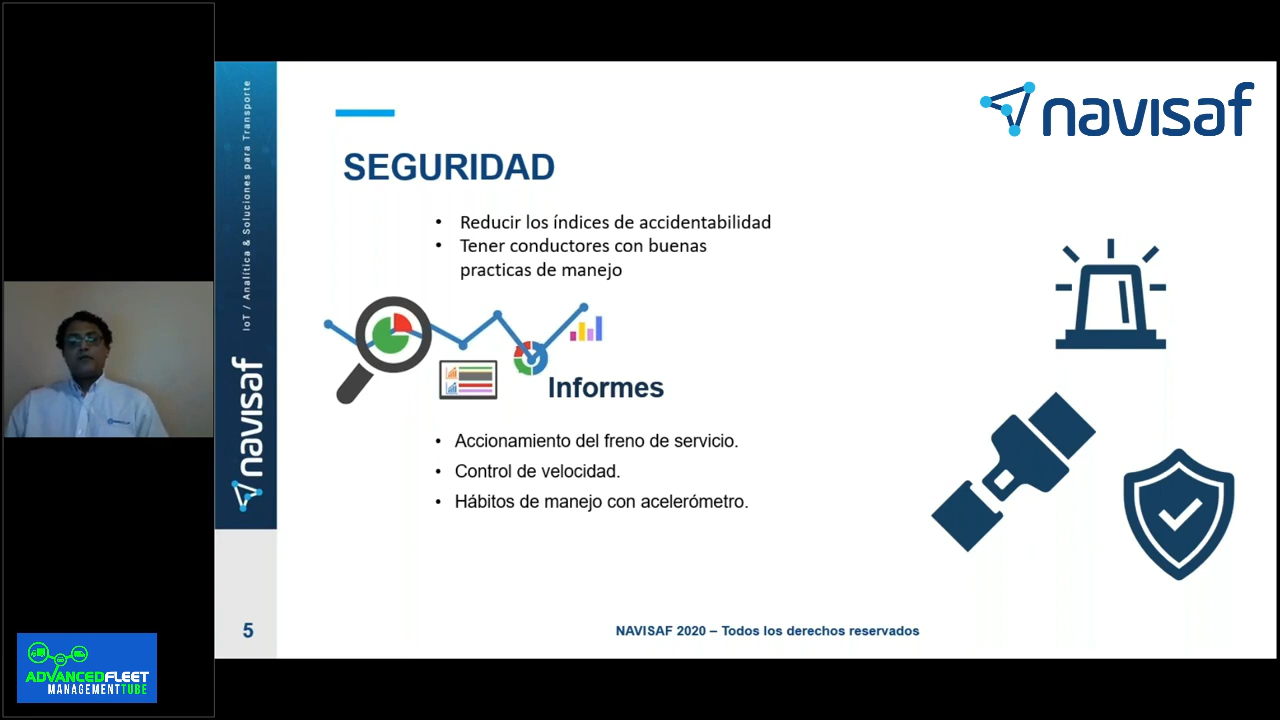 navisaf
IoT / Analítica & Soluciones para Transporte
SEGURIDAD
• Reducir los índices de accidentabilidad
• Tener conductores con buenas
practicas de manejo
Informes
• Accionamiento del freno de servicio.
• Control de velocidad.
• Hábitos de manejo con acelerómetro.
navisaf
5
NAVISAF 2020 – Todos los derechos reservados
ADVANCEDFLEET
MANAGEMENTTUBE